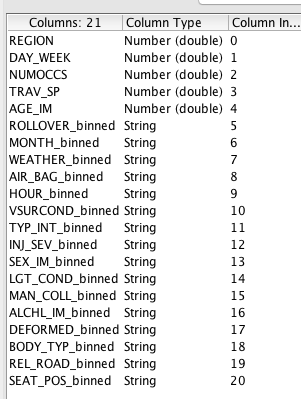 Columns: 21 Column Type Column In...
REGION Number (double) 0
DAY_WEEK Number (double) 1
NUMOCCS Number (double) 2
TRAV_SP Number (double) 3
AGE_IM Number (double) 4
ROLLOVER_binned String 5
MONTH_binned String 6
WEATHER_binned String 7
AIR_BAG_binned String 8
HOUR_binned String 9
VSURCOND_binned String 10
TYP_INT_binned String 11
INJ_SEV_binned String 12
SEX_IM_binned String 13
LGT_COND_binned String 14
MAN_COLL_binned String 15
ALCHL_IM_binned String 16
DEFORMED_binned String 17
BODY_TYP_binned String 18
REL_ROAD_binned String 19
SEAT_POS_binned String 20